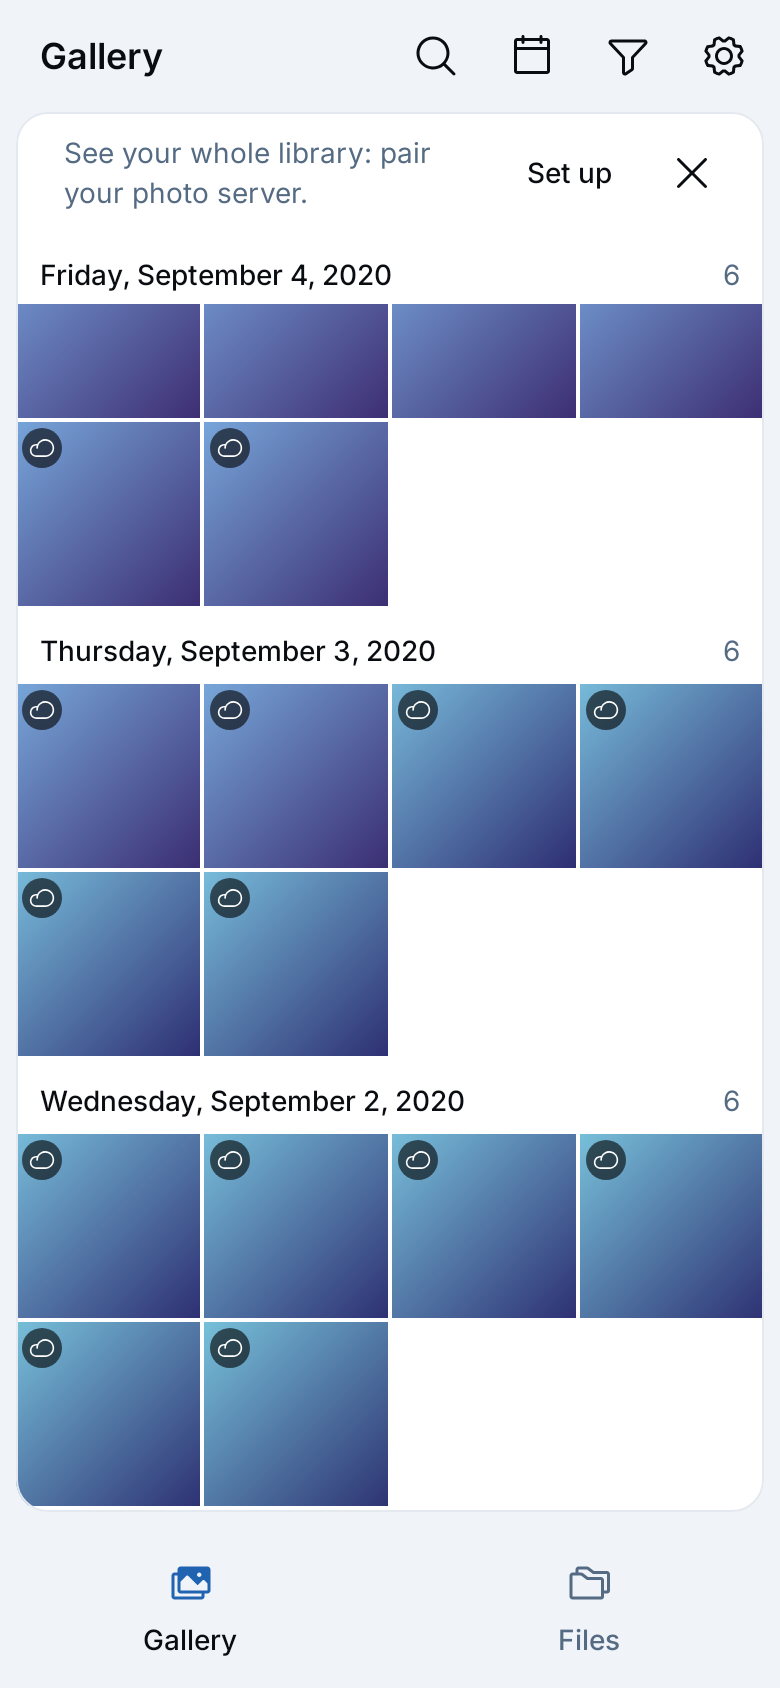 Gallery
See your whole library: pair
your photo server.
Set up
Friday, September 4, 2020
6
Thursday, September 3, 2020
6
Wednesday, September 2, 2020
6
Gallery
Files